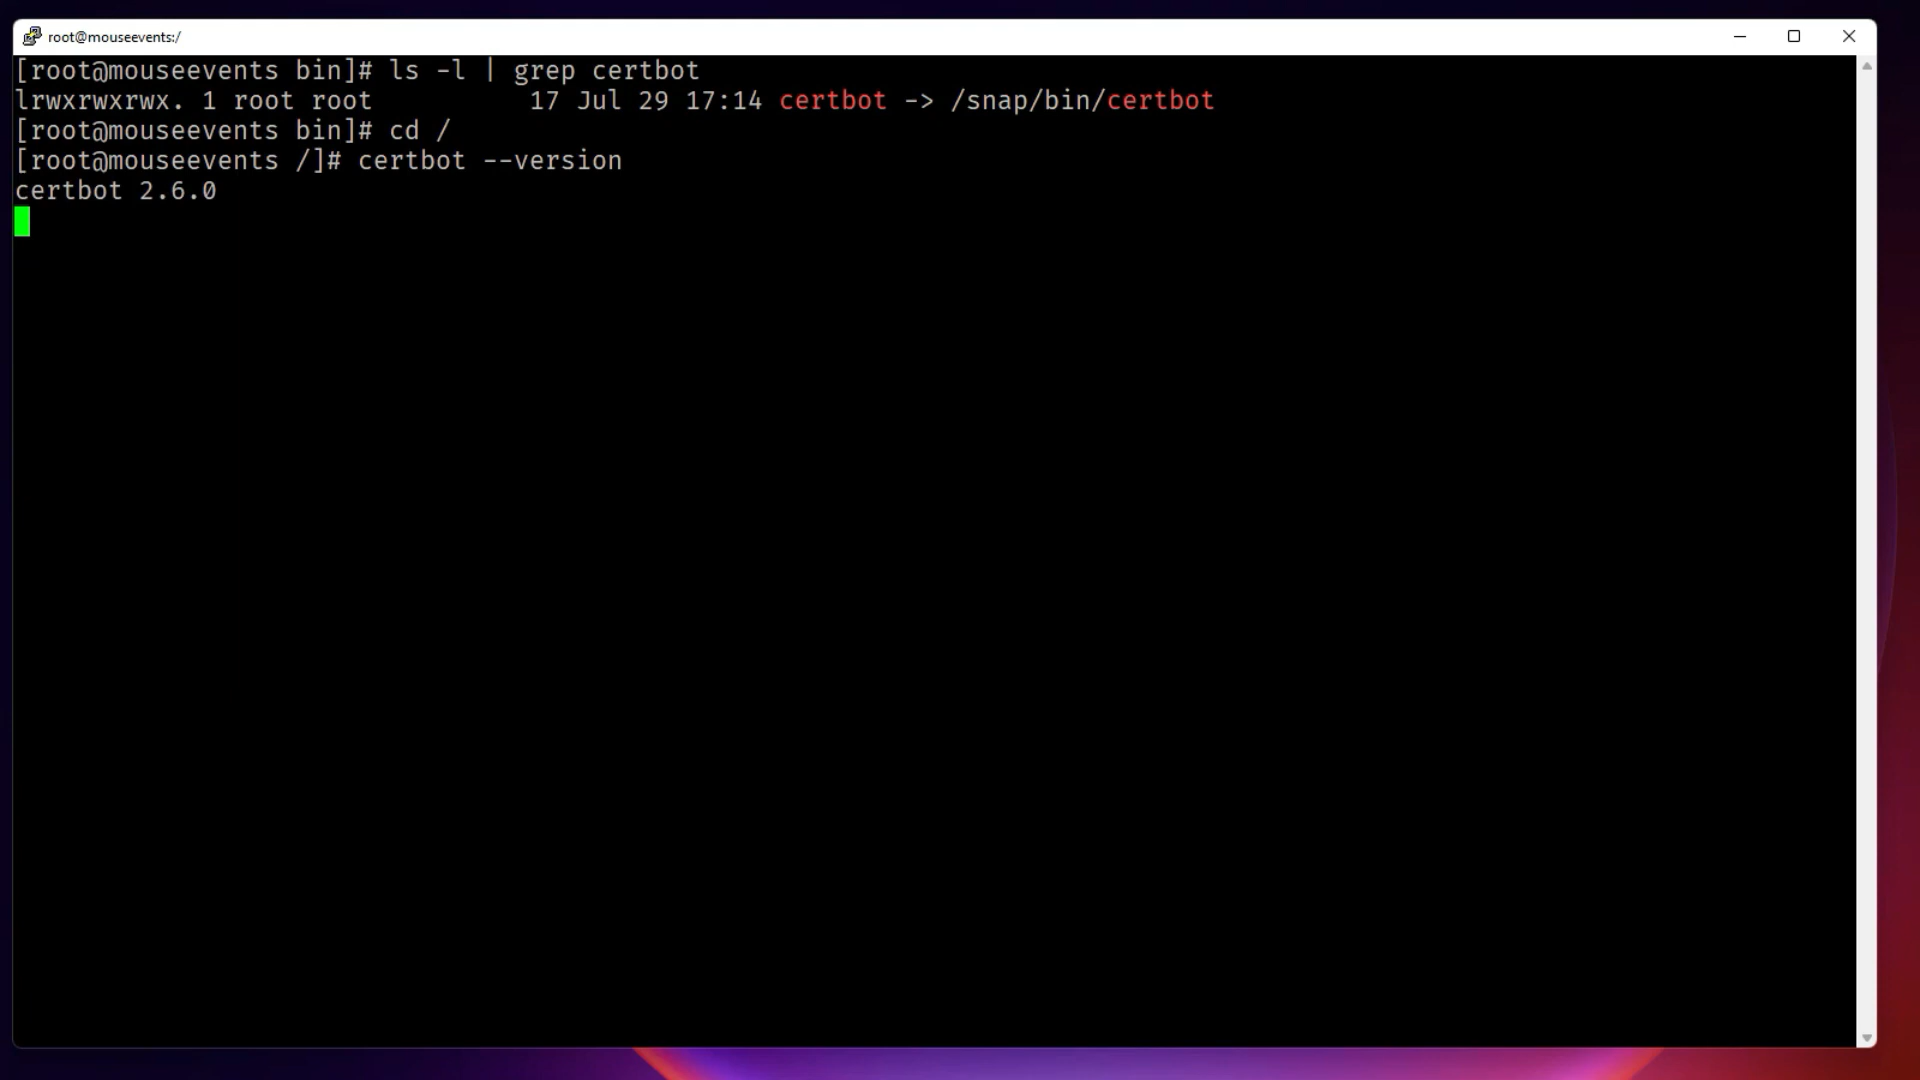 root@mouseevents:/
[root@mouseevents bin]# ls -l | grep certbot
lrwxrwxrwx. 1 root root          17 Jul 29 17:14 certbot -> /snap/bin/certbot
[root@mouseevents bin]# cd /
[root@mouseevents /]# certbot --version
certbot 2.6.0